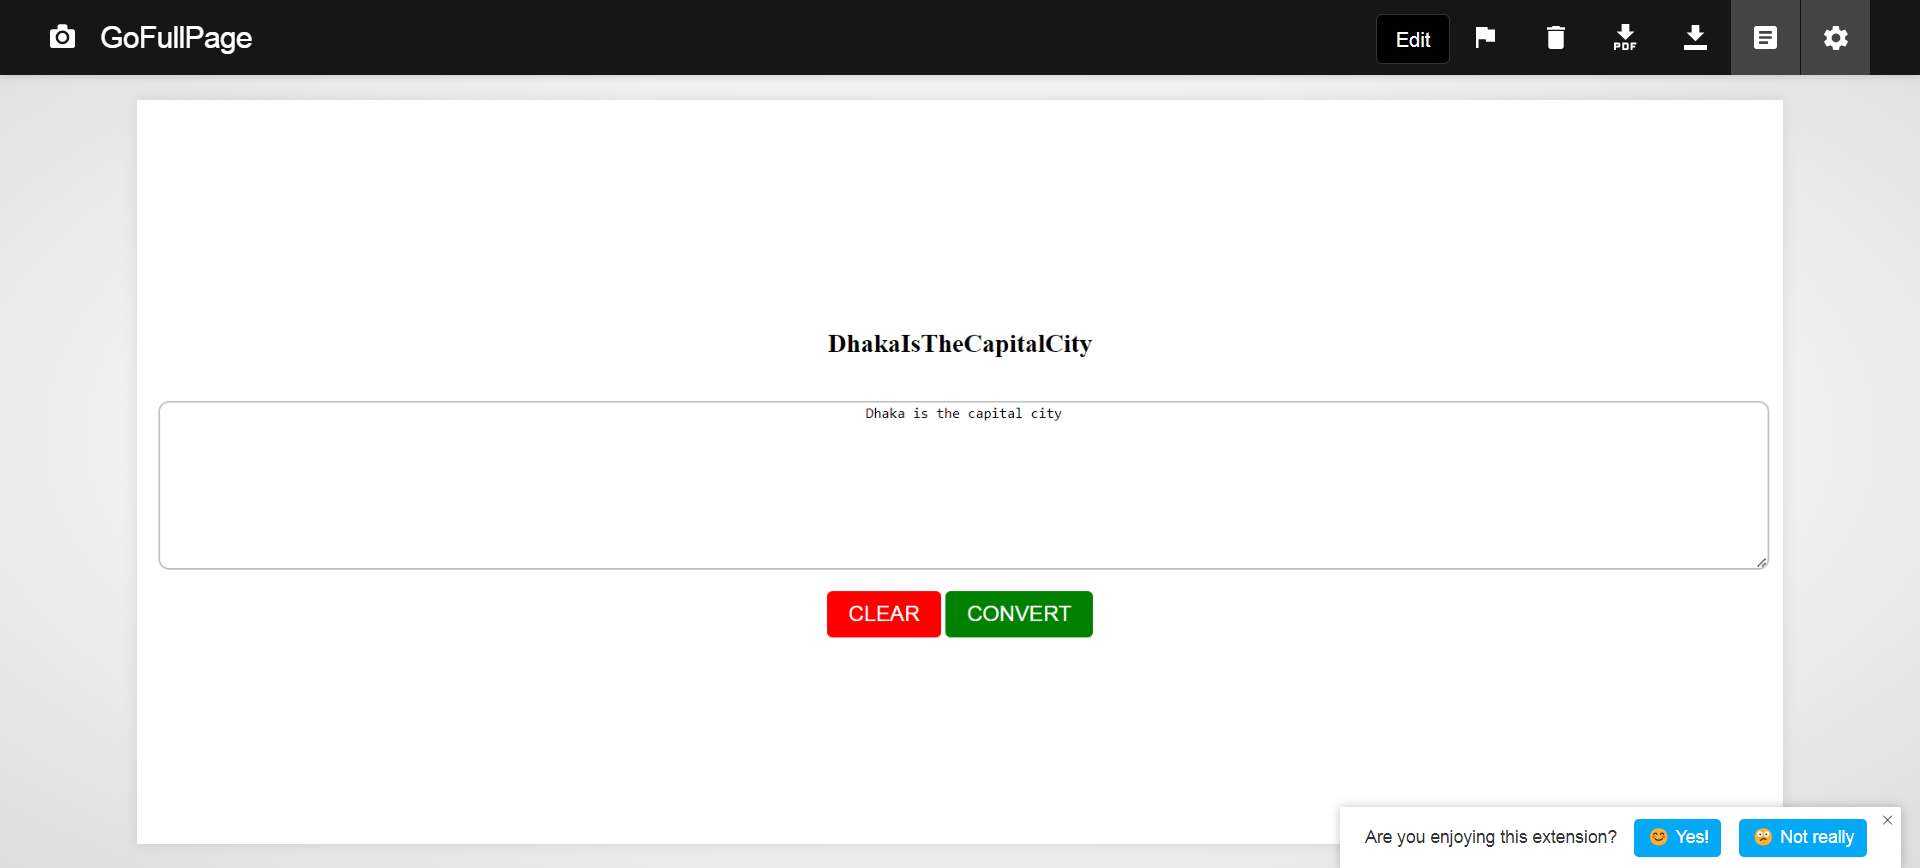 GoFullPage
Edit
PDF
DhakaIsTheCapitalCity
Dhaka is the capital city
CLEAR
CONVERT
Are you enjoying this extension?
Yes!
Not really